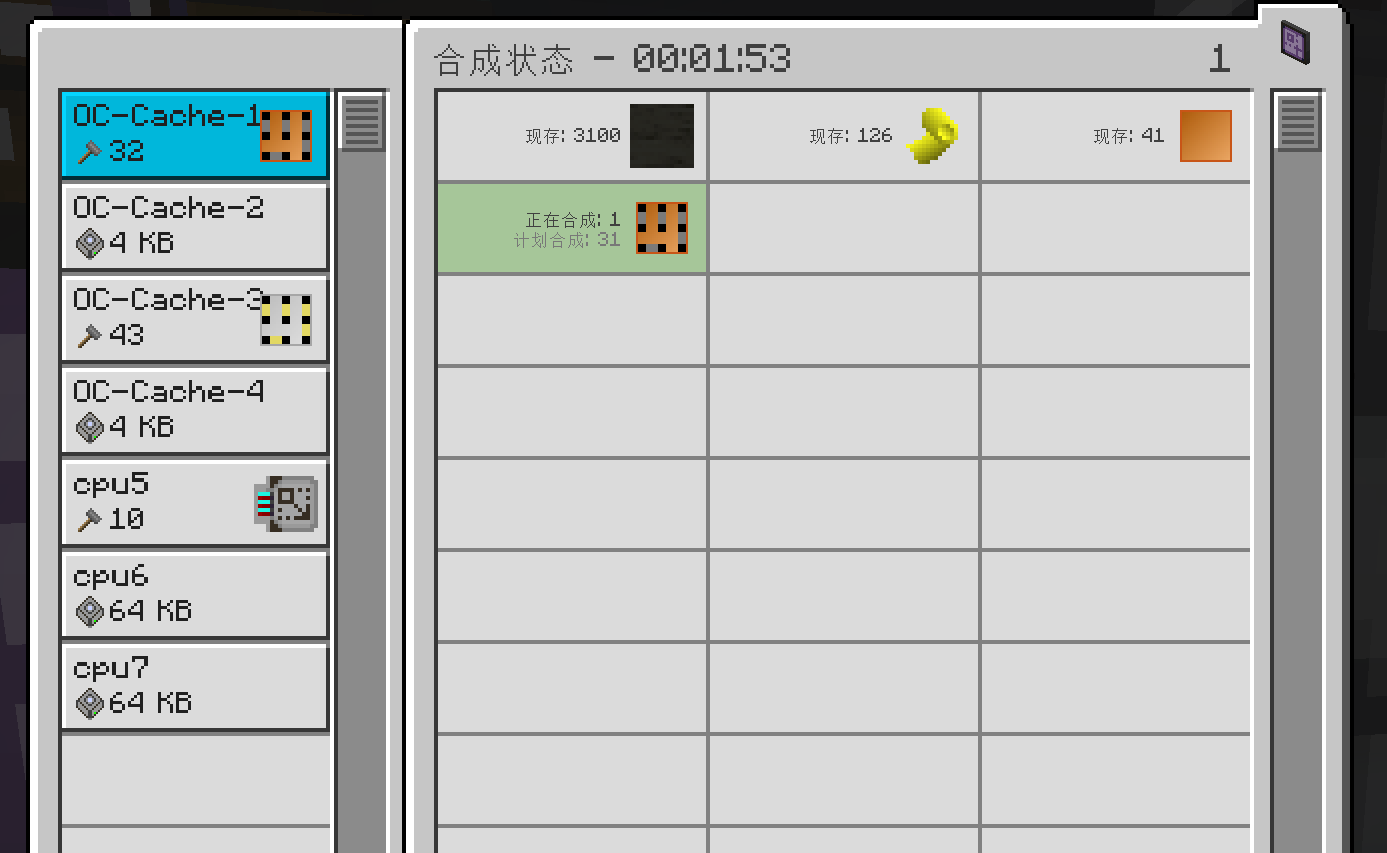 合成状态 - 00:01:53
1
OC-Cache-1
32
OC-Cache-2
4 KB
OC-Cache-3
43
OC-Cache-4
4 KB
cpu5
10
cpu6
64 KB
cpu7
64 KB
现存: 3100
现存: 126
现存: 41
正在合成: 1
计划合成: 31